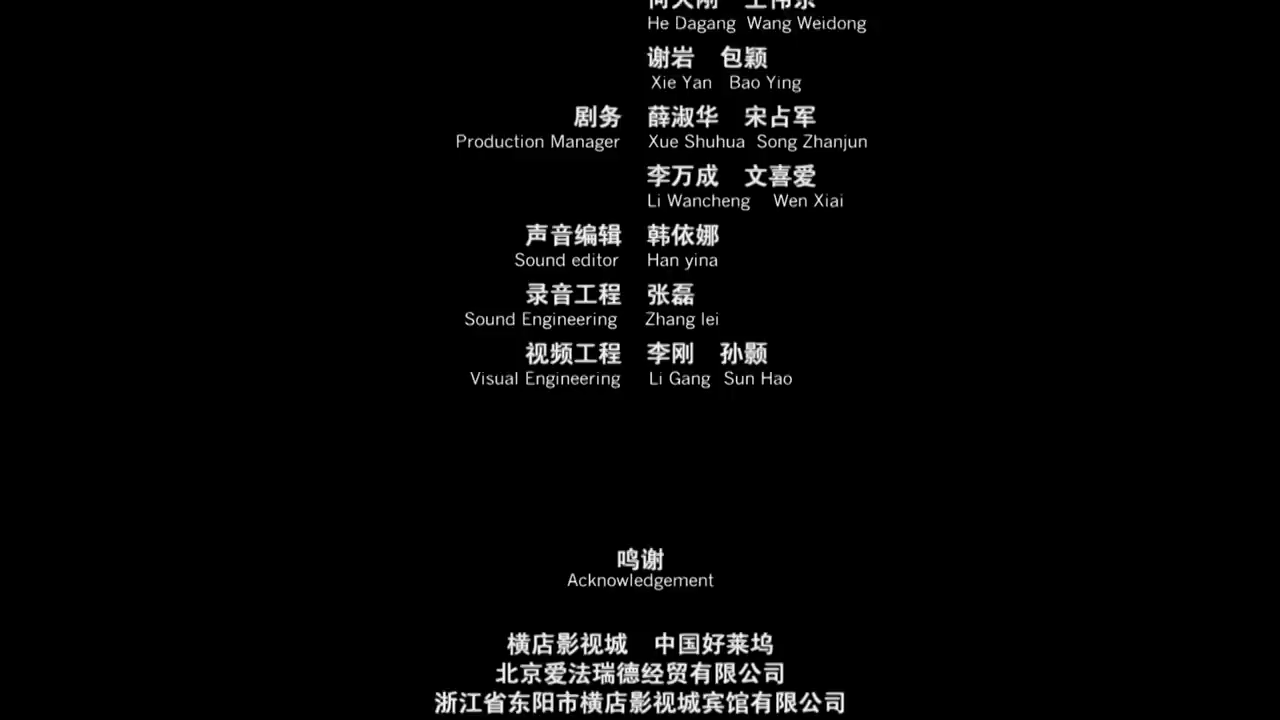 He Dagang Wang Weidong
谢岩 包颖
Xie Yan Bao Ying
剧务 薛淑华 宋占军
Production Manager Xue Shuhua Song Zhanjun
李万成 文喜爱
Li Wancheng Wen Xiai
声音编辑 韩依娜
Sound editor Han yina
录音工程 张磊
Sound Engineering Zhang lei
视频工程 李刚 孙颢
Visual Engineering Li Gang Sun Hao
鸣谢
Acknowledgement
横店影视城 中国好莱坞
北京爱法瑞德经贸有限公司
浙江省东阳市横店影视城宾馆有限公司